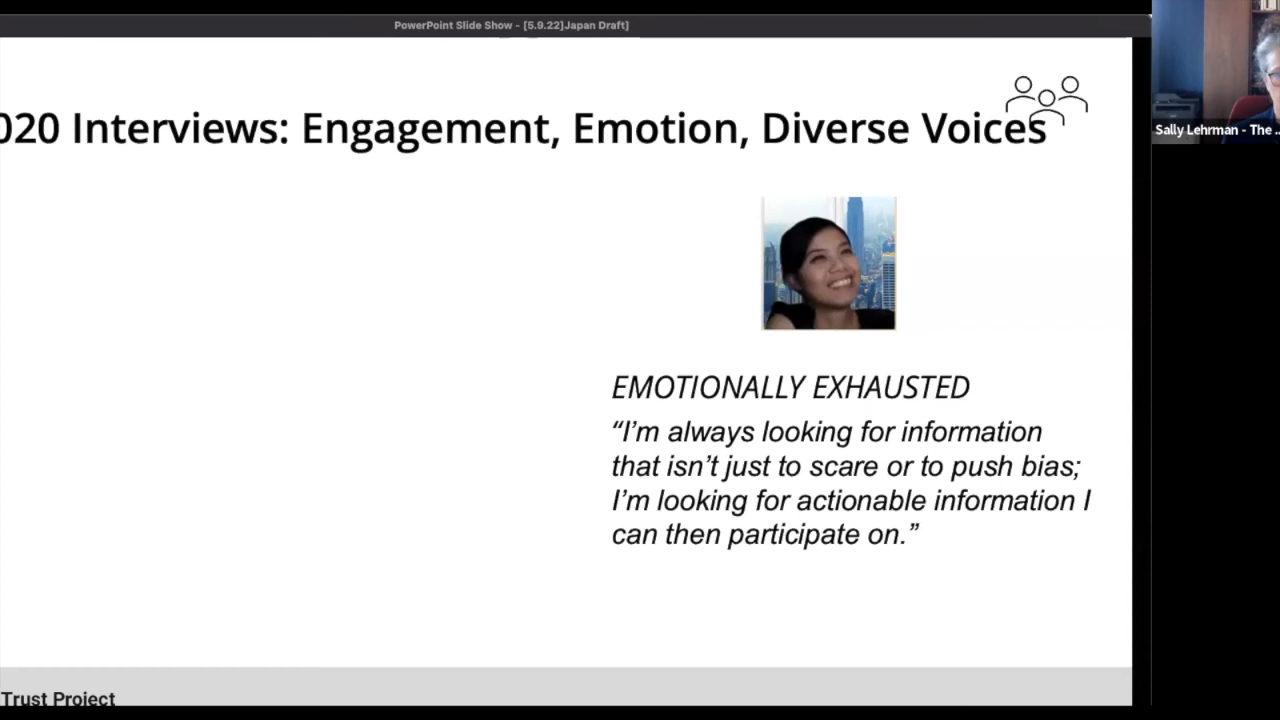 PowerPoint Slide Show - [5.9.22]Japan Draft]
020 Interviews: Engagement, Emotion, Diverse Voices
Sally Lehrman - The ...
EMOTIONALLY EXHAUSTED
“I’m always looking for information
that isn’t just to scare or to push bias;
I’m looking for actionable information I
can then participate on.”
Trust Project